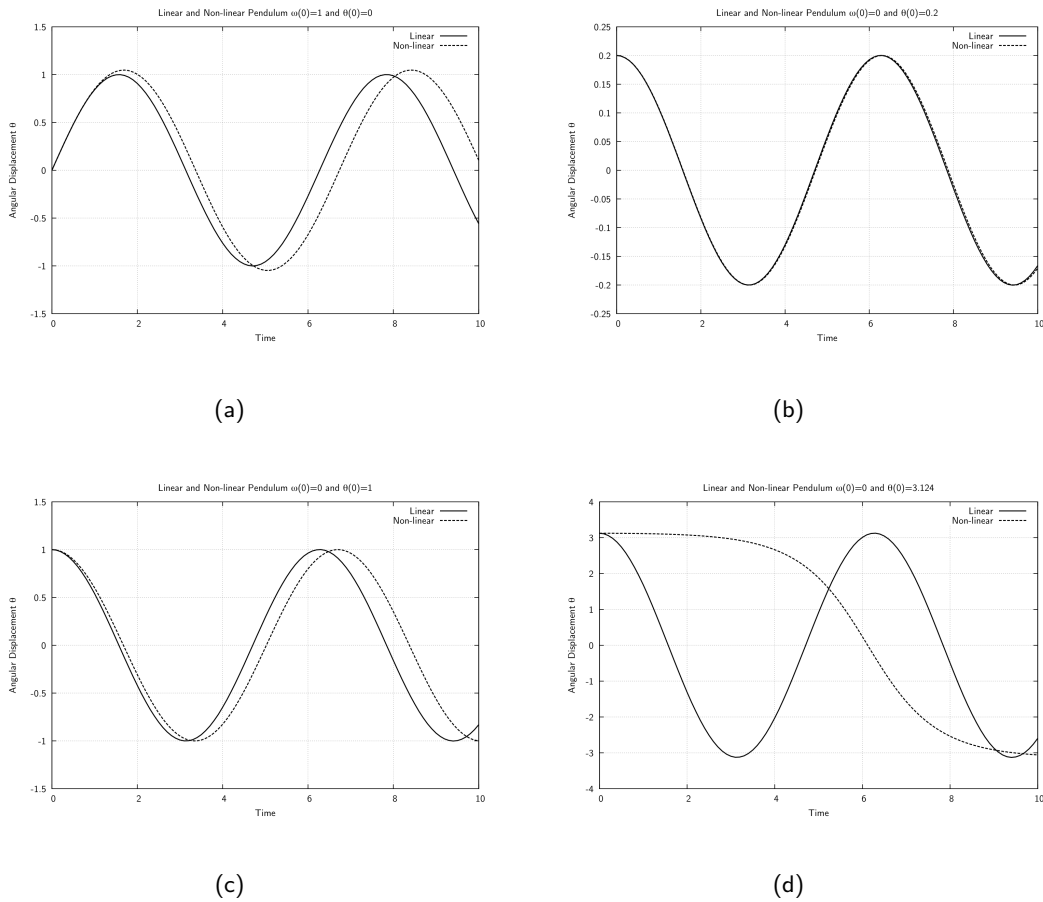 Linear and Non-linear Pendulum ω(0)=1 and θ(0)=0
1.5
1
0.5
0
-0.5
-1
-1.5
0 2 4 6 8 10
Angular Displacement θ
Time
Linear
Non-linear
(a)
Linear and Non-linear Pendulum ω(0)=0 and θ(0)=0.2
0.25
0.2
0.15
0.1
0.05
0
-0.05
-0.1
-0.15
-0.2
-0.25
0 2 4 6 8 10
Angular Displacement θ
Time
Linear
Non-linear
(b)
Linear and Non-linear Pendulum ω(0)=0 and θ(0)=1
1.5
1
0.5
0
-0.5
-1
-1.5
0 2 4 6 8 10
Angular Displacement θ
Time
Linear
Non-linear
(c)
Linear and Non-linear Pendulum ω(0)=0 and θ(0)=3.124
4
3
2
1
0
-1
-2
-3
-4
0 2 4 6 8 10
Angular Displacement θ
Time
Linear
Non-linear
(d)